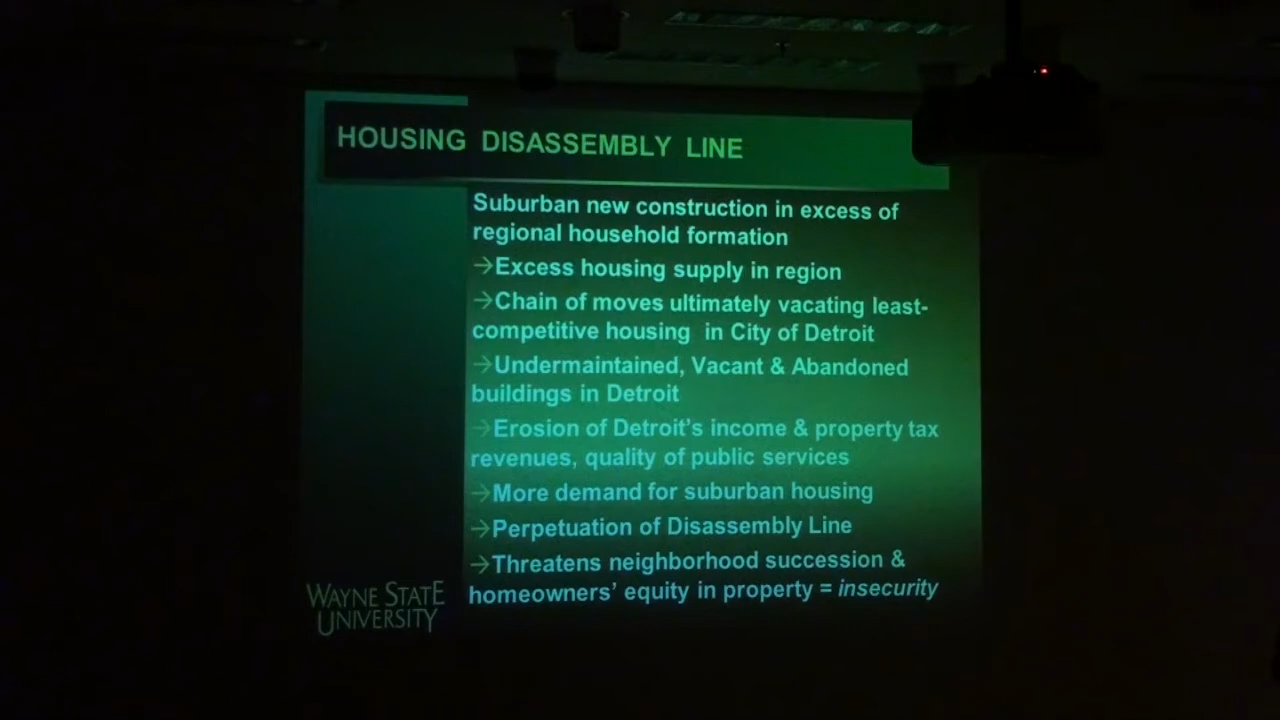 HOUSING DISASSEMBLY LINE
Suburban new construction in excess of
regional household formation
→Excess housing supply in region
→Chain of moves ultimately vacating least-
competitive housing in City of Detroit
→Undermaintained, Vacant & Abandoned
buildings in Detroit
→Erosion of Detroit's income & property tax
revenues, quality of public services
→More demand for suburban housing
→Perpetuation of Disassembly Line
→Threatens neighborhood succession &
homeowners' equity in property = insecurity
WAYNE STATE
UNIVERSITY